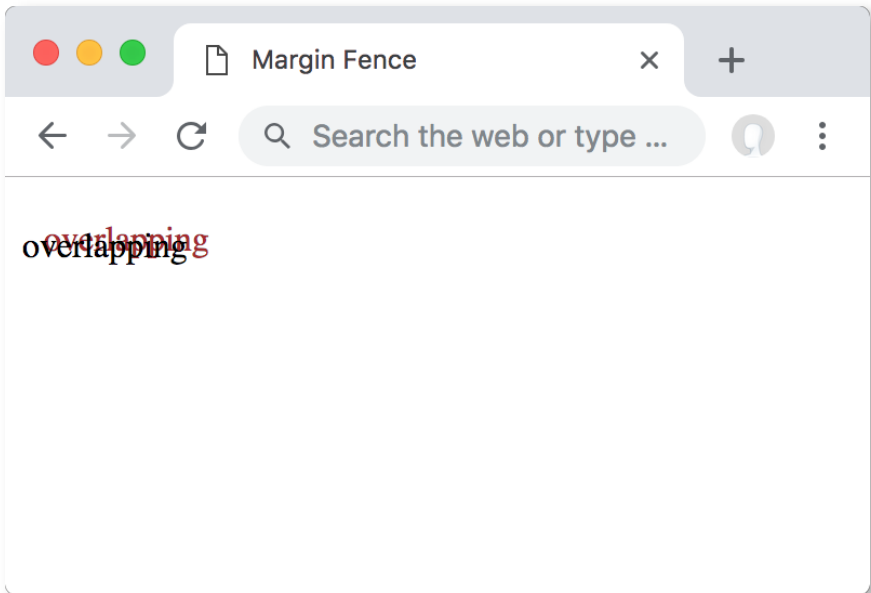 Margin Fence
Search the web or type ...
overlapping
overlapping